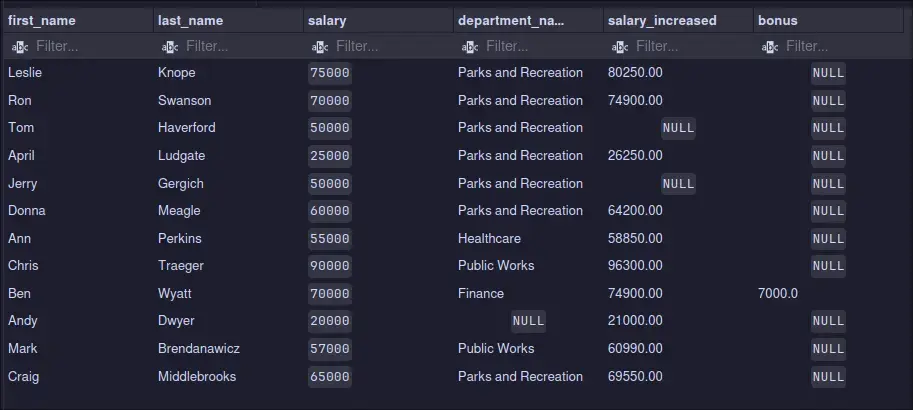 first_name last_name salary department_na... salary_increased bonus
abc Filter... abc Filter... abc Filter... abc Filter... abc Filter... abc Filter...
Leslie Knope 75000 Parks and Recreation 80250.00 NULL
Ron Swanson 70000 Parks and Recreation 74900.00 NULL
Tom Haverford 50000 Parks and Recreation NULL NULL
April Ludgate 25000 Parks and Recreation 26250.00 NULL
Jerry Gergich 50000 Parks and Recreation NULL NULL
Donna Meagle 60000 Parks and Recreation 64200.00 NULL
Ann Perkins 55000 Healthcare 58850.00 NULL
Chris Traeger 90000 Public Works 96300.00 NULL
Ben Wyatt 70000 Finance 74900.00 7000.0
Andy Dwyer 20000 NULL 21000.00 NULL
Mark Brendanawicz 57000 Public Works 60990.00 NULL
Craig Middlebrooks 65000 Parks and Recreation 69550.00 NULL